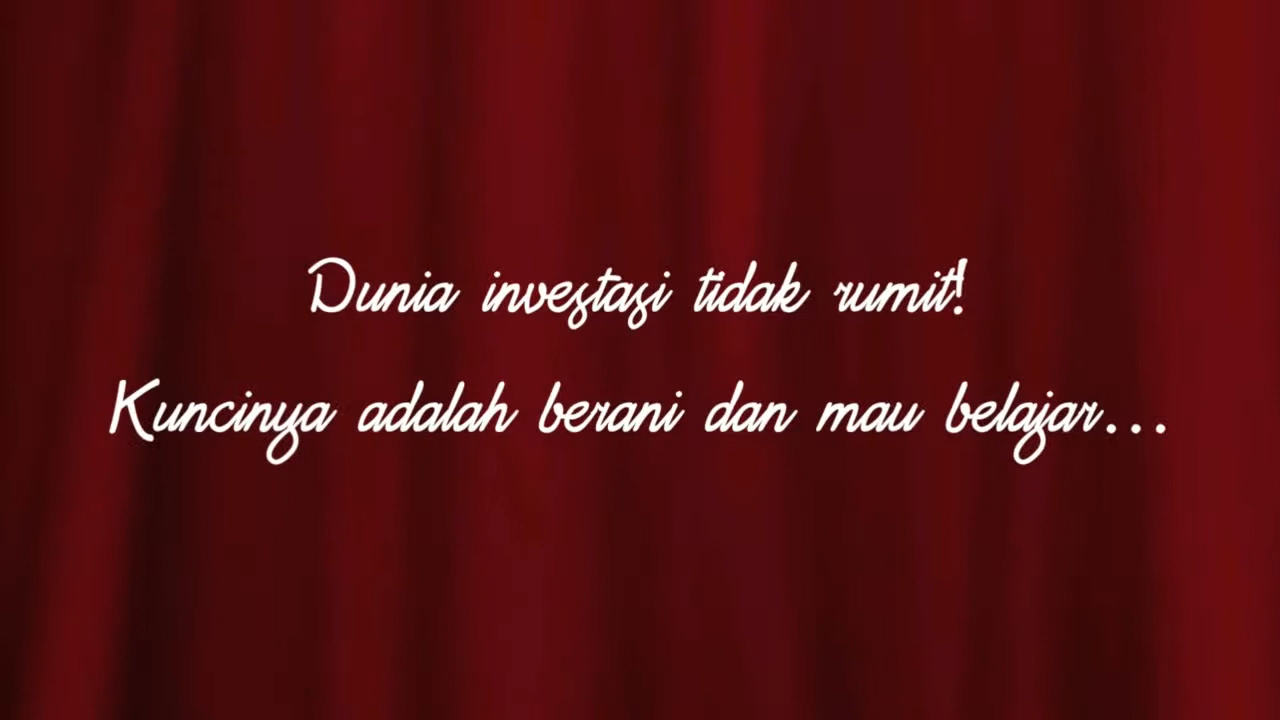 Dunia investasi tidak rumit!
Kuncinya adalah berani dan mau belajar...